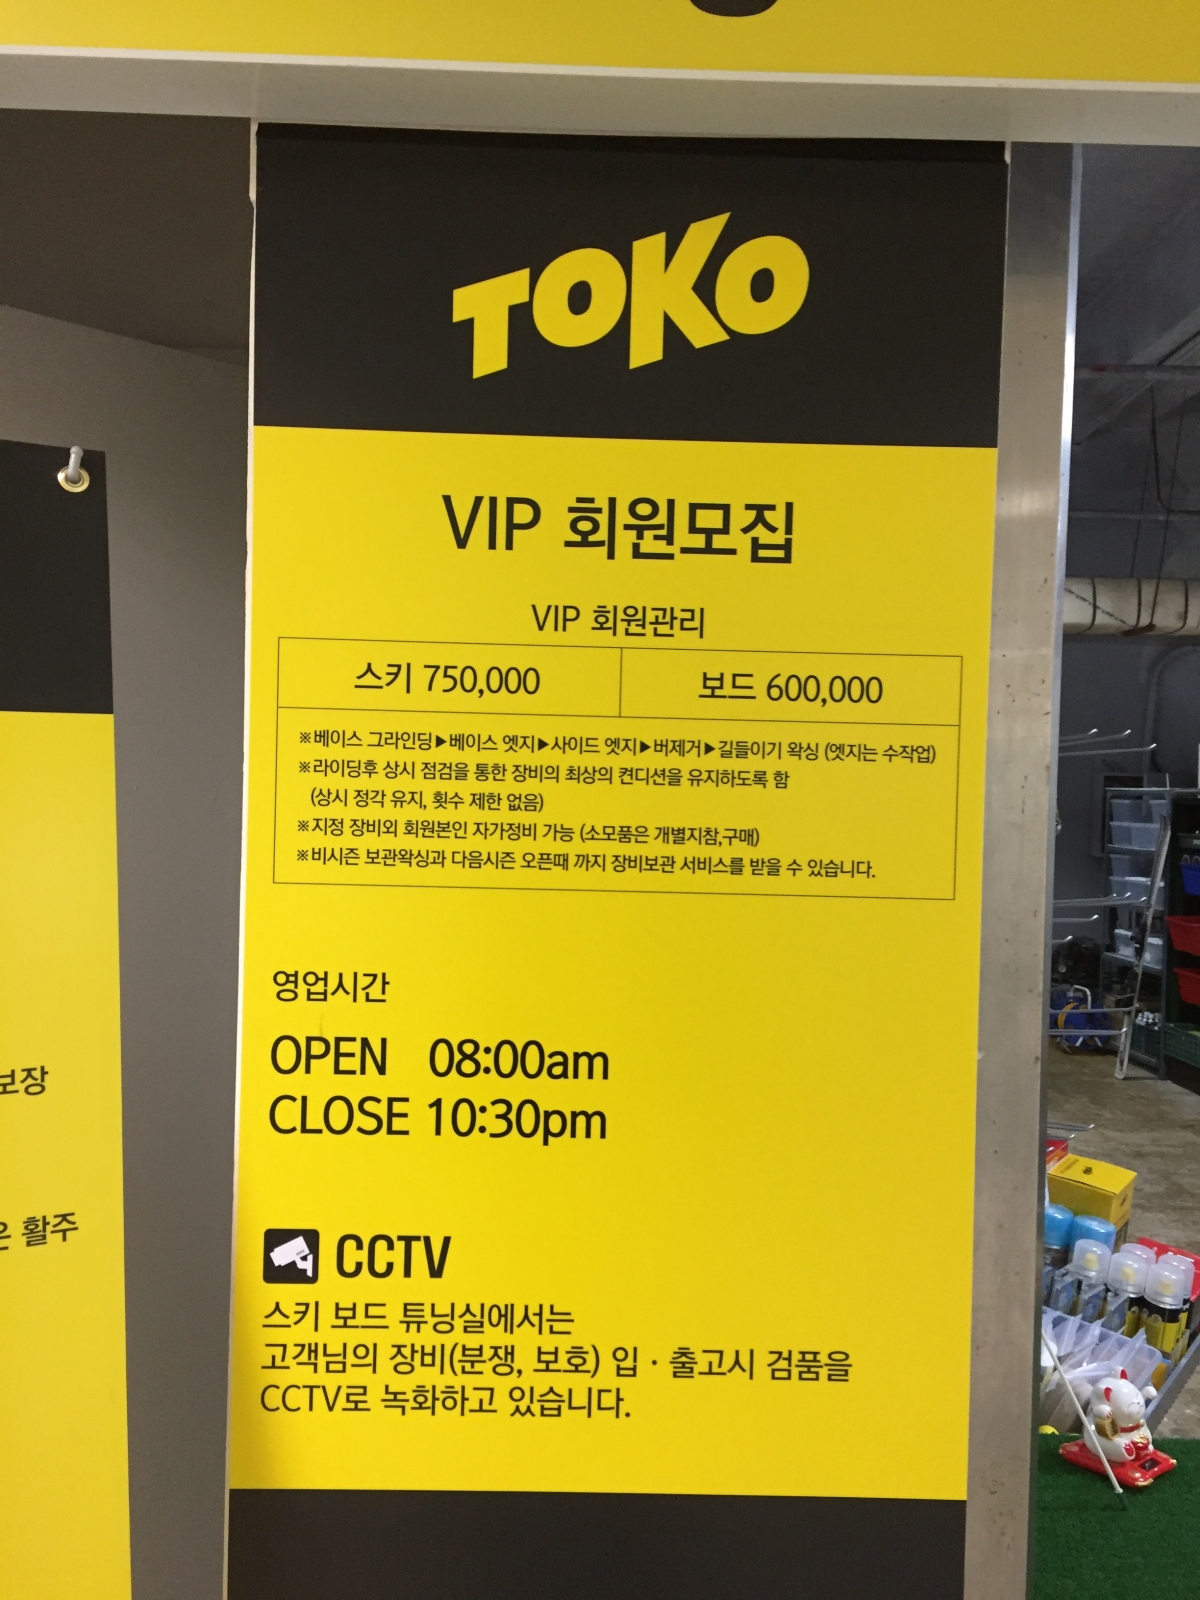 TOKO
VIP 회원모집
VIP 회원관리
스키 750,000
보드 600,000
※베이스 그라인딩▶베이스 엣지▶사이드 엣지▶버제거▶길들이기 왁싱 (엣지는 수작업)
※라이딩후 상시 점검을 통한 장비의 최상의 컨디션을 유지하도록 함
(상시 정각 유지, 횟수 제한 없음)
※지정 장비외 회원본인 자가정비 가능 (소모품은 개별지참,구매)
※비시즌 보관왁싱과 다음시즌 오픈때 까지 장비보관 서비스를 받을 수 있습니다.
영업시간
OPEN 08:00am
CLOSE 10:30pm
CCTV
스키 보드 튜닝실에서는
고객님의 장비(분쟁, 보호) 입 · 출고시 검품을
CCTV로 녹화하고 있습니다.
보장
은 활주